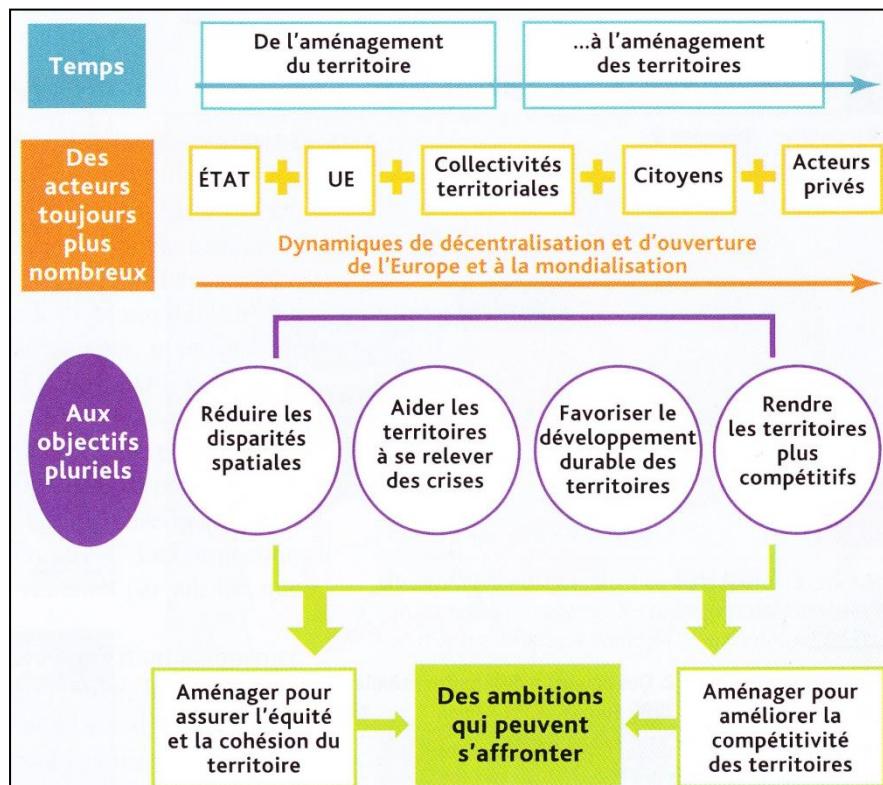 Temps
De l'aménagement
du territoire
...à l'aménagement
des territoires
Des
acteurs
toujours
plus
nombreux
ÉTAT
UE
Collectivités
territoriales
Citoyens
Acteurs
privés
Dynamiques de décentralisation et d'ouverture
de l'Europe et à la mondialisation
Aux
objectifs
pluriels
Réduire les
disparités
spatiales
Aider les
territoires
à se relever
des crises
Favoriser le
développement
durable des
territoires
Rendre
les territoires
plus
compétitifs
Aménager pour
assurer l'équité
et la cohésion du
territoire
Des ambitions
qui peuvent
s'affronter
Aménager pour
améliorer la
compétitivité
des territoires